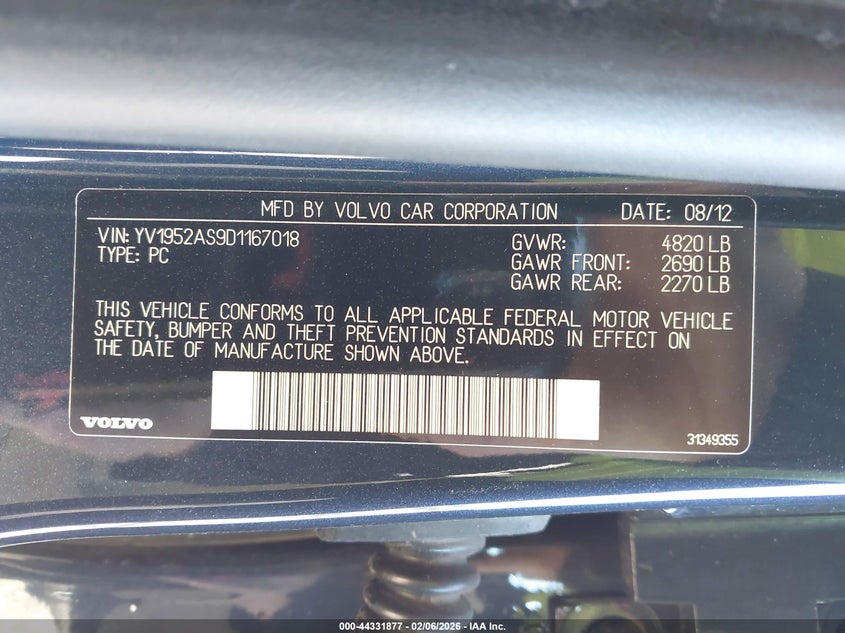 MFD BY VOLVO CAR CORPORATION DATE: 08/12
VIN: YV1952AS9D1167018 GVWR: 4820 LB
TYPE: PC GAWR FRONT: 2690 LB
GAWR REAR: 2270 LB
THIS VEHICLE CONFORMS TO ALL APPLICABLE FEDERAL MOTOR VEHICLE
SAFETY, BUMPER AND THEFT PREVENTION STANDARDS IN EFFECT ON
THE DATE OF MANUFACTURE SHOWN ABOVE.
VOLVO
31349355
000-44331877 - 02/06/2026 - IAA Inc.